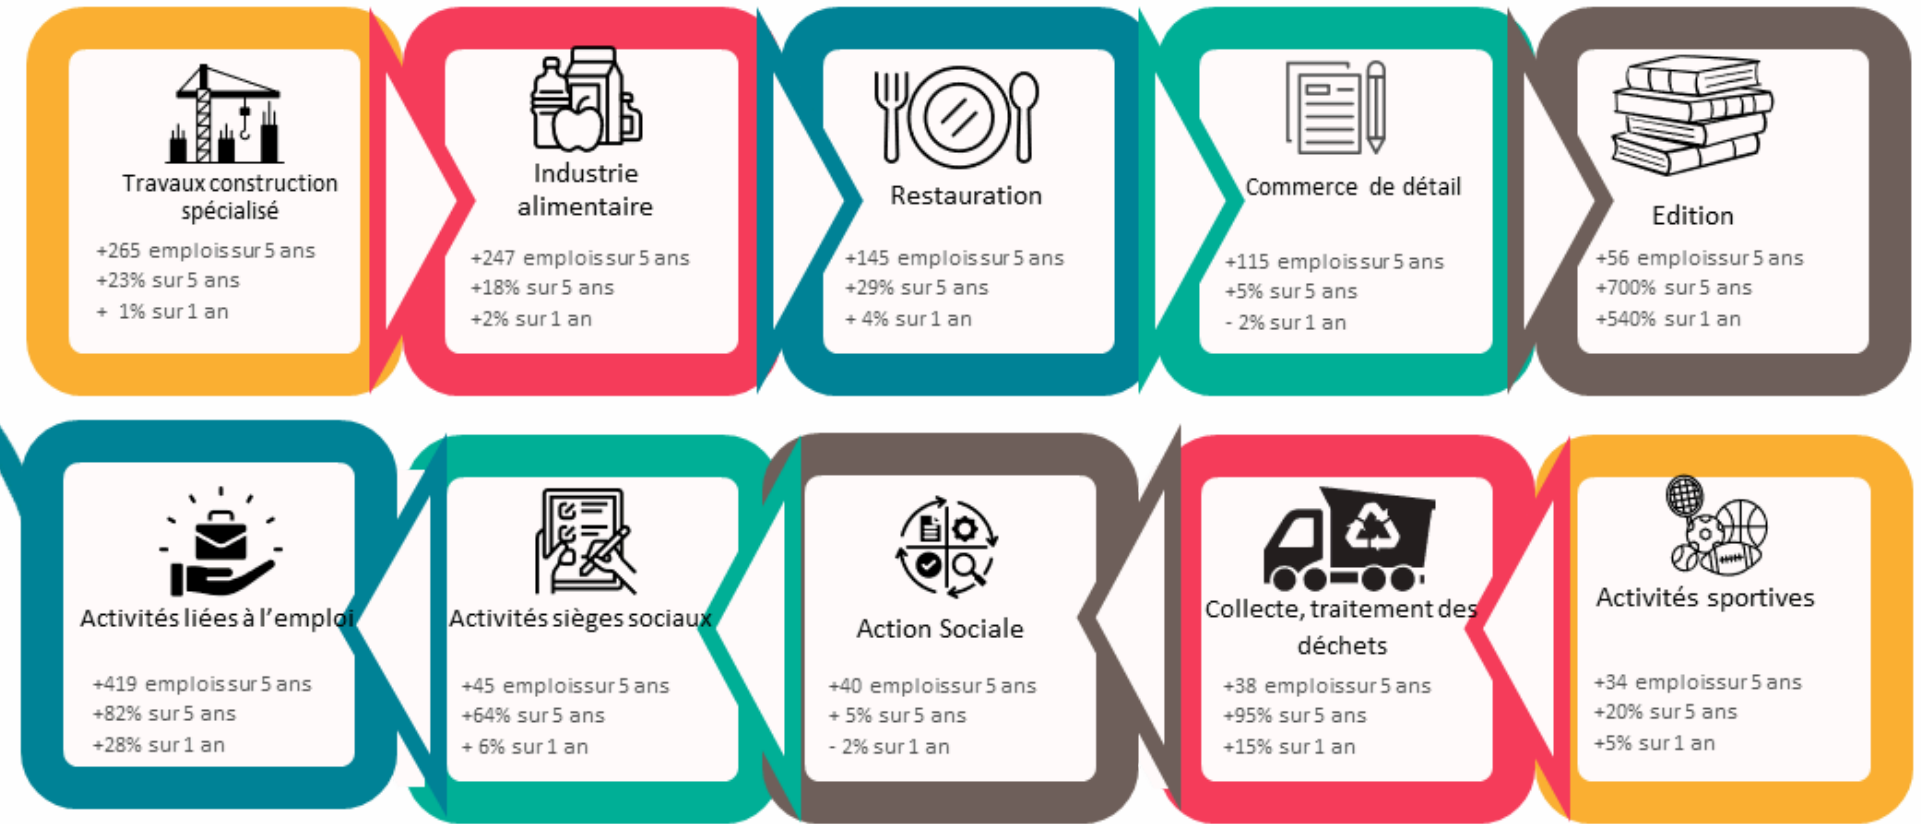 Travaux construction
spécialisé
+265 emplois sur 5 ans
+23% sur 5 ans
+ 1% sur 1 an
Industrie
alimentaire
+247 emplois sur 5 ans
+18% sur 5 ans
+2% sur 1 an
Restauration
+145 emplois sur 5 ans
+29% sur 5 ans
+ 4% sur 1 an
Commerce de détail
+115 emplois sur 5 ans
+5% sur 5 ans
- 2% sur 1 an
Edition
+56 emplois sur 5 ans
+700% sur 5 ans
+540% sur 1 an
Activités liées à l'emploi
+419 emplois sur 5 ans
+82% sur 5 ans
+28% sur 1 an
Activités sièges sociaux
+45 emplois sur 5 ans
+64% sur 5 ans
+ 6% sur 1 an
Action Sociale
+40 emplois sur 5 ans
+ 5% sur 5 ans
- 2% sur 1 an
Collecte, traitement des
déchets
+38 emplois sur 5 ans
+95% sur 5 ans
+15% sur 1 an
Activités sportives
+34 emplois sur 5 ans
+20% sur 5 ans
+5% sur 1 an